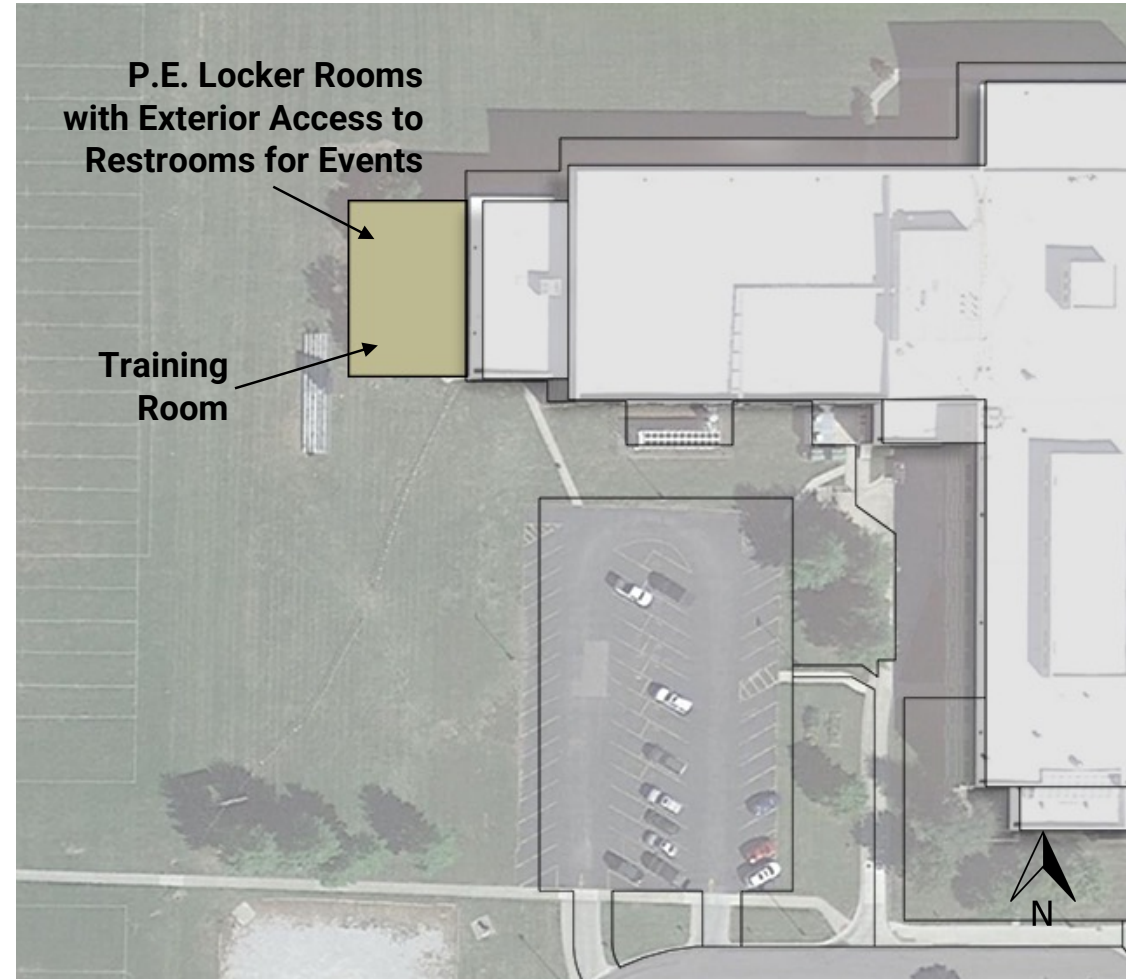 P.E. Locker Rooms
with Exterior Access to
Restrooms for Events
Training
Room
N